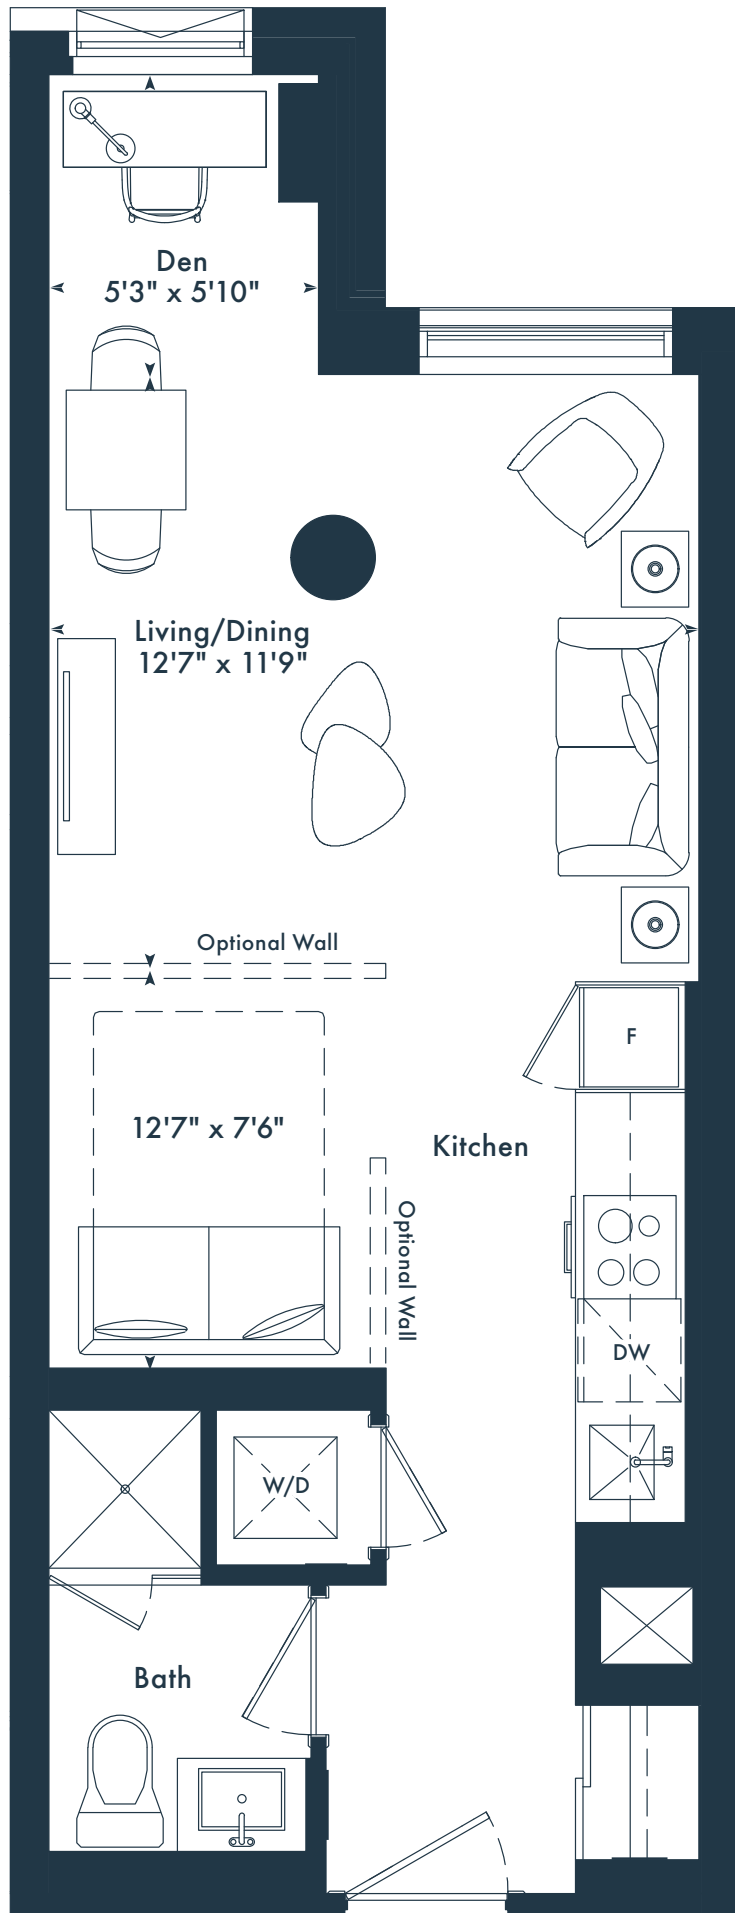 Den
5'3" x 5'10"
Living/Dining
12'7" x 11'9"
Optional Wall
F
12'7" x 7'6"
Kitchen
Optional Wall
DW
W/D
Bath